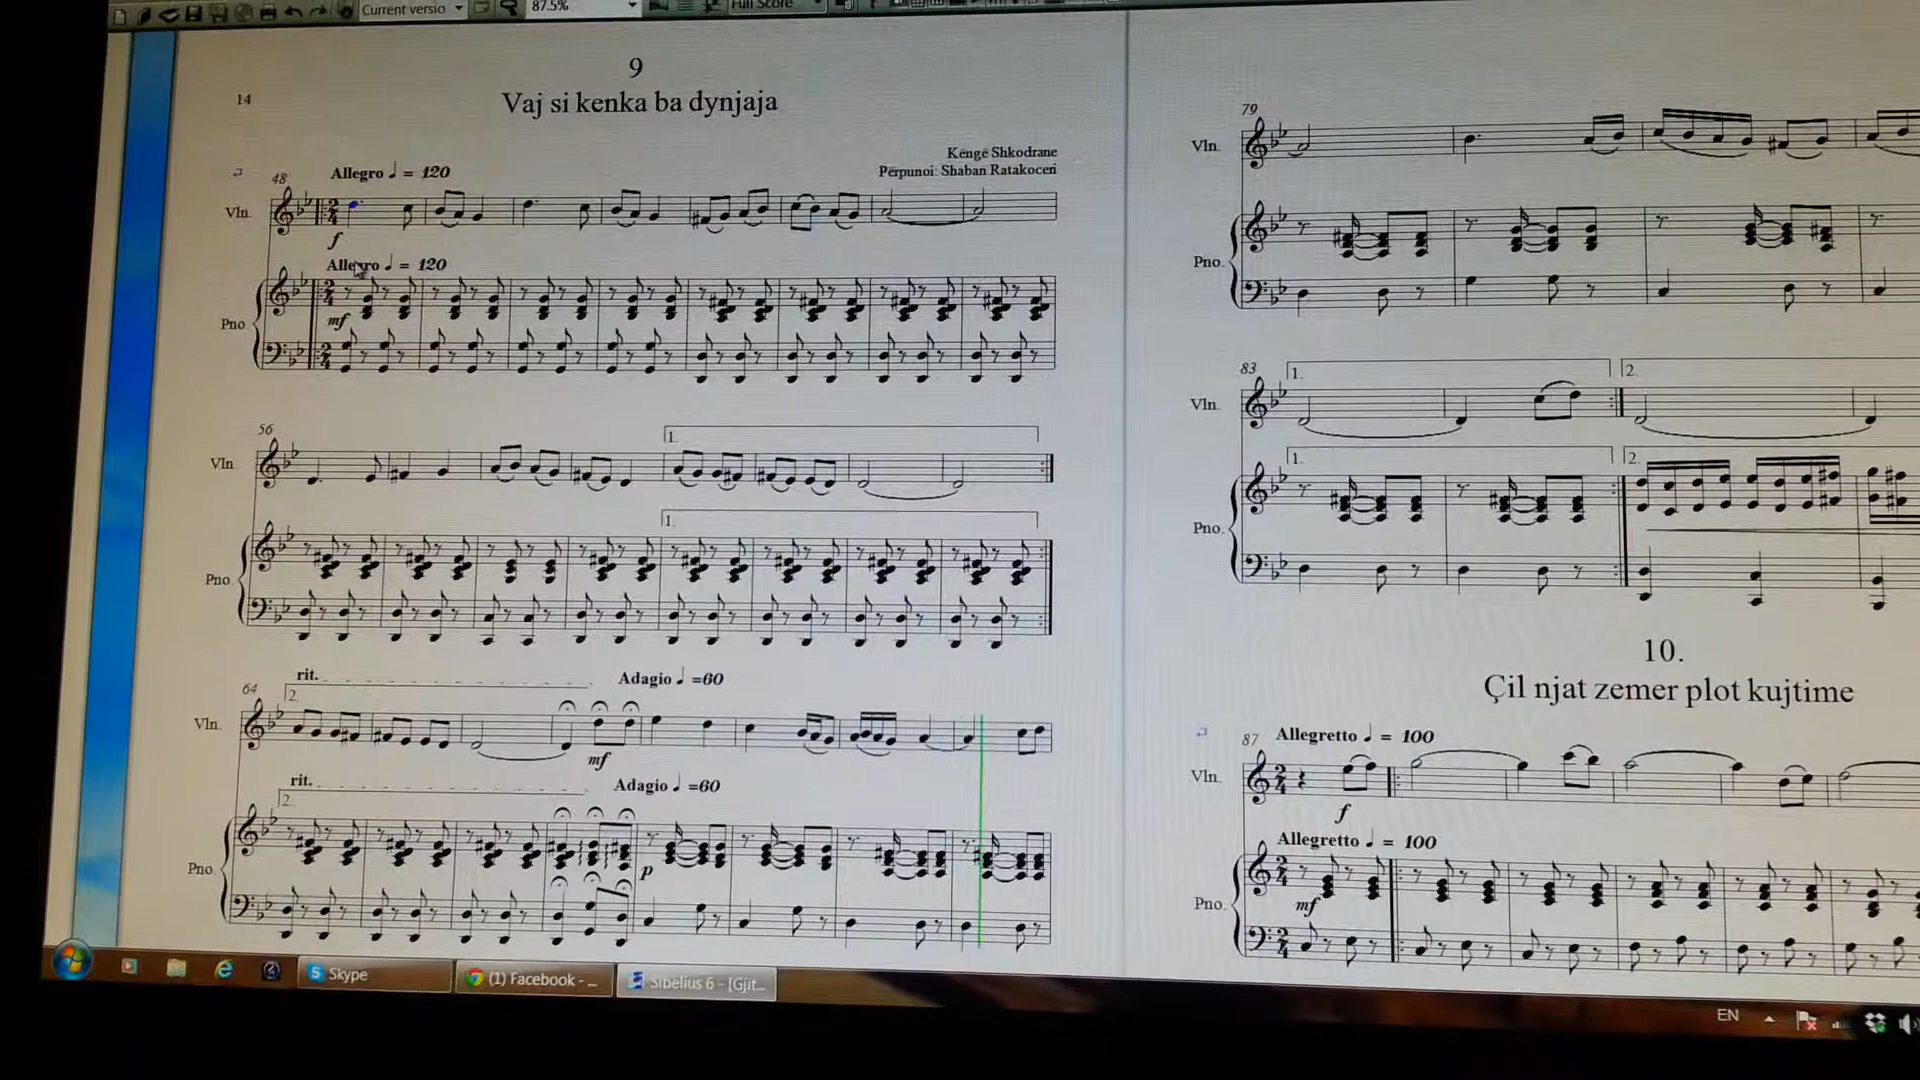 Current versio
87.5%
Full Score
9
14
Vaj si kenka ba dynjaja
Kengë Shkodrane
Përpunoi: Shaban Ratakoceri
Allegro ♩ = 120
48
Vln.
f
Allegro ♩ = 120
mf
Pno.
56
1.
Vln.
1.
Pno.
rit.
Adagio ♩ =60
64
2.
Vln.
mf
rit.
Adagio ♩ =60
2.
p
Pno.
79
Vln.
Pno.
83
1.
2.
Vln.
1.
2.
Pno.
10.
Çil njat zemer plot kujtime
87
Allegretto ♩ = 100
Vln.
f
Allegretto ♩ = 100
mf
Pno.
Skype
(1) Facebook - ...
Sibelius 6 - [Gjit...
EN